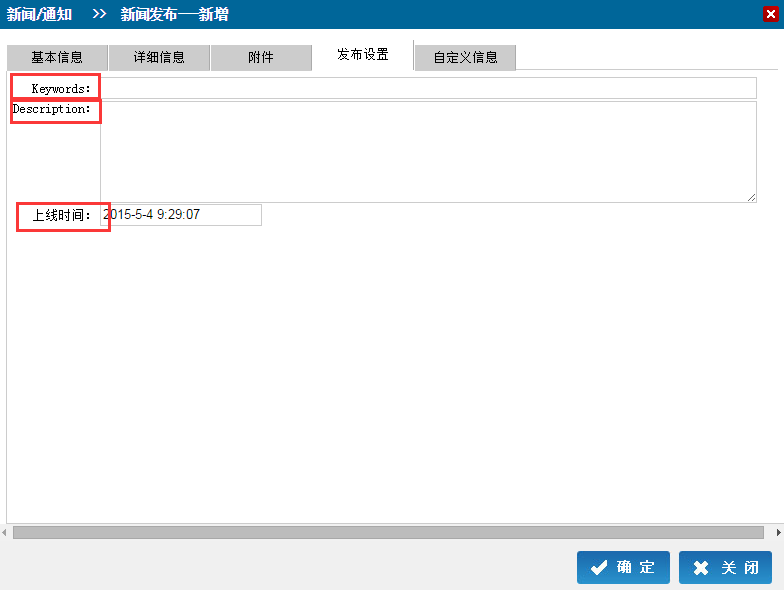 新闻/通知 >> 新闻发布---新增
基本信息 详细信息 附件 发布设置 自定义信息
Keywords:
Description:
上线时间: 2015-5-4 9:29:07
确 定 关 闭